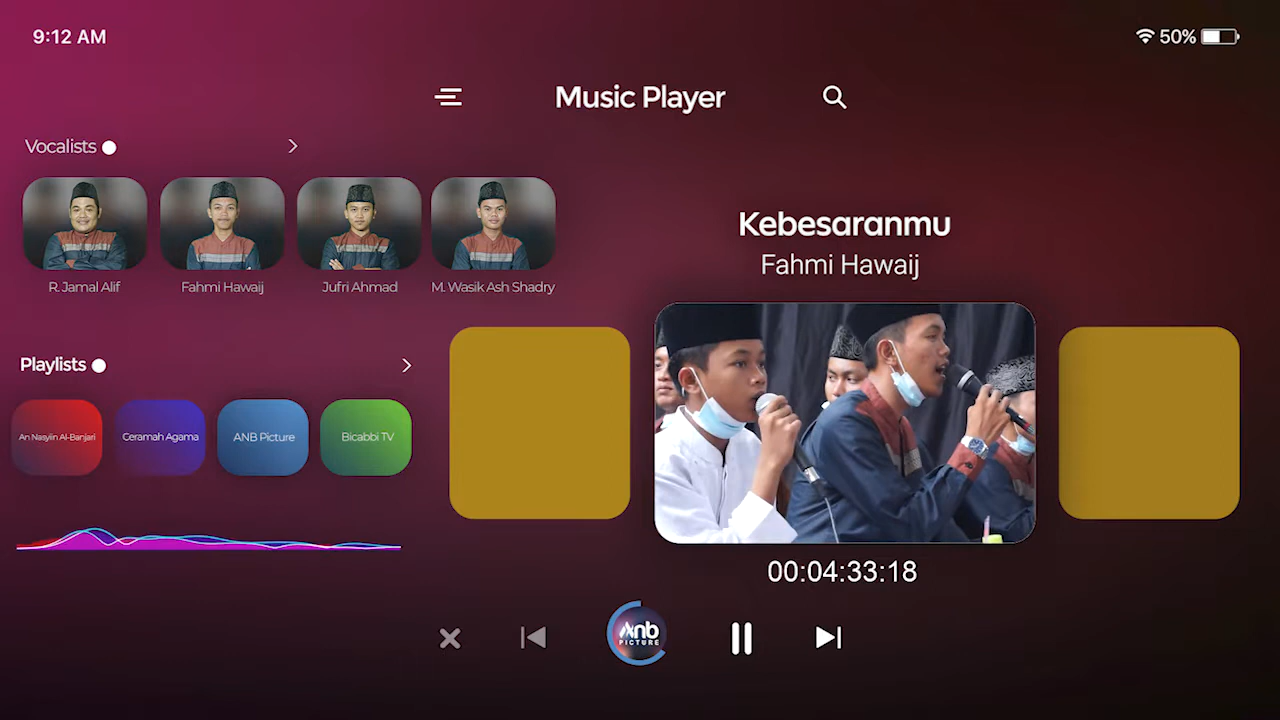 9:12 AM
50%
Music Player
Vocalists
R. Jamal Alif
Fahmi Hawaij
Jufri Ahmad
M. Wasik Ash Shadry
Kebesaranmu
Fahmi Hawaij
Playlists
An Nasyiin Al-Banjari
Ceramah Agama
ANB Picture
Bicabbi TV
00:04:33:18
Anb
PICTURE